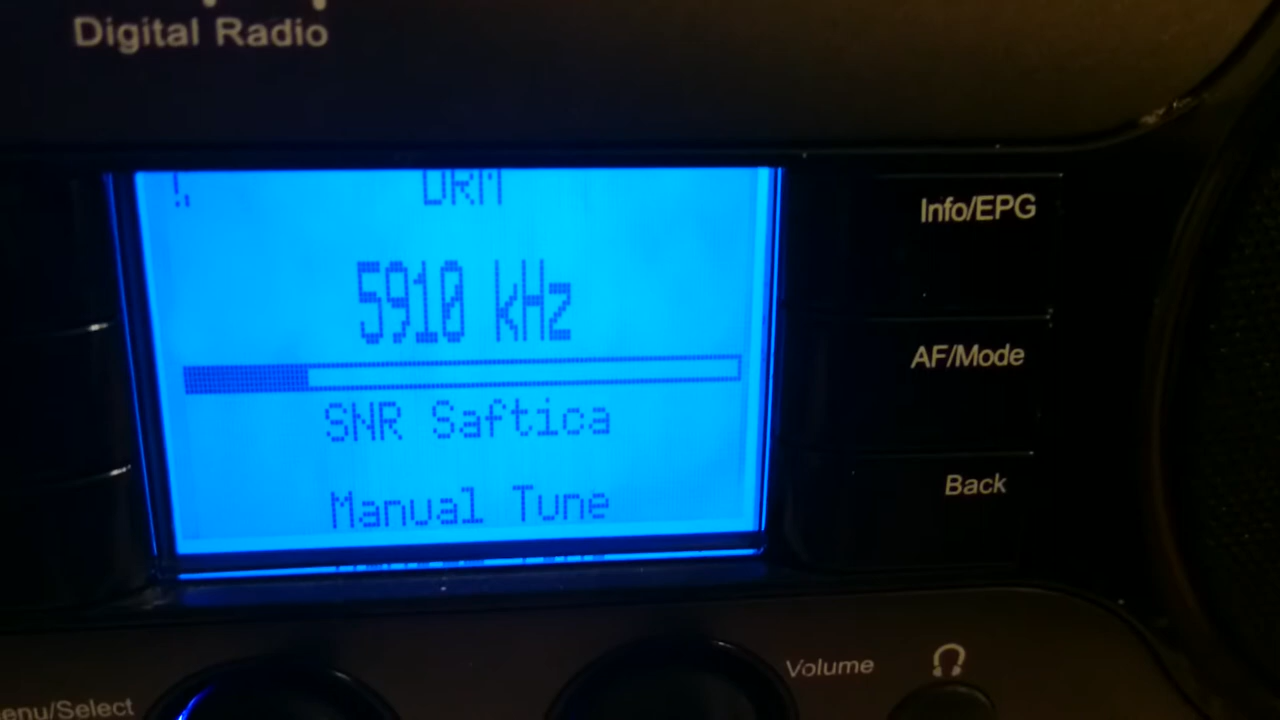 Digital Radio
DRM
Info/EPG
5910 kHz
AF/Mode
SNR Saftica
Back
Manual Tune
Volume
enu/Select